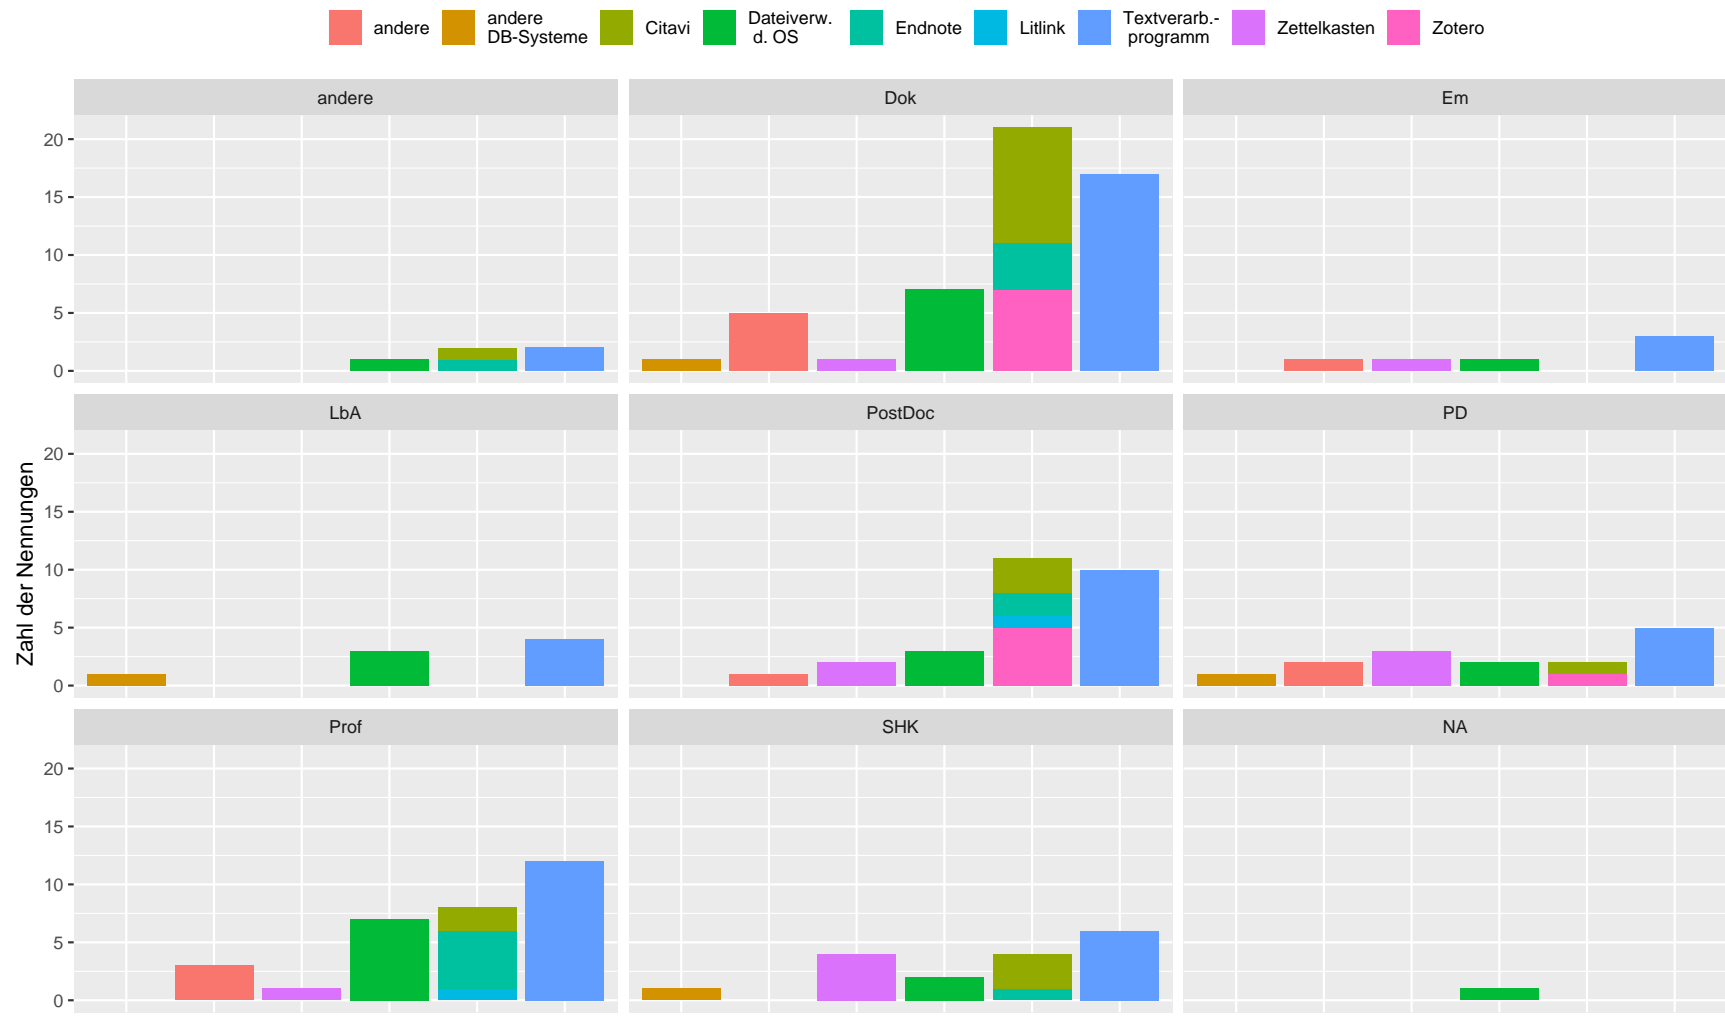 andere
andere
DB-Systeme
Citavi
Dateiverw.
d. OS
Endnote
Litlink
Textverarb.-
programm
Zettelkasten
Zotero
andere
Dok
Em
20
15
10
5
0
LbA
PostDoc
PD
20
15
10
5
0
Zahl der Nennungen
Prof
SHK
NA
20
15
10
5
0